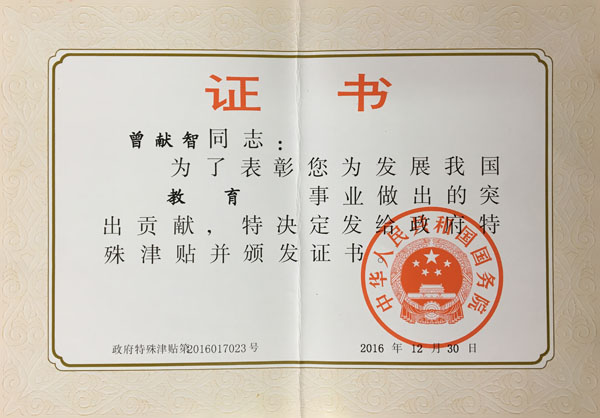 证 书
曾献智同志：
为了表彰您为发展我国
教 育 事业做出的突
出贡献，特决定发给政府特
殊津贴并颁发证书
中华人民共和国国务院
政府特殊津贴第2016017023号
2016 年 12 月 30 日